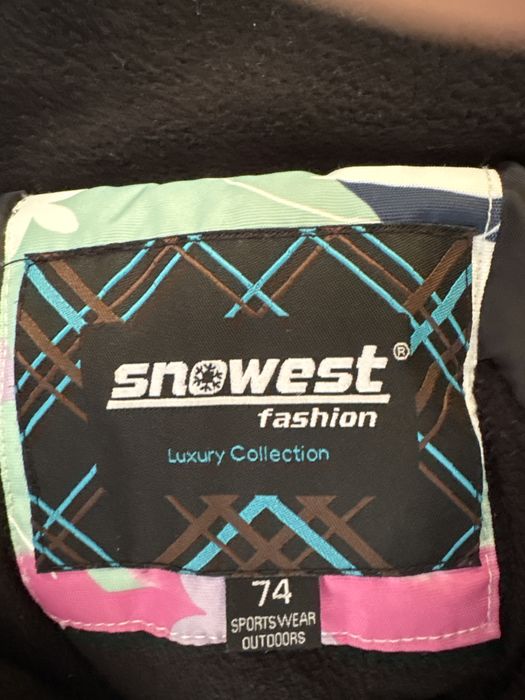 snowest®
fashion
Luxury Collection
74
SPORTSWEAR
OUTDOORS